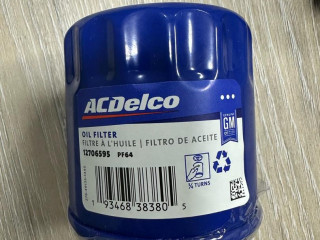 ACDelco
GM
OIL FILTER
FILTRE À L'HUILE | FILTRO DE ACEITE
12706595 PF64
¾ TURNS
1 93468 38380 5